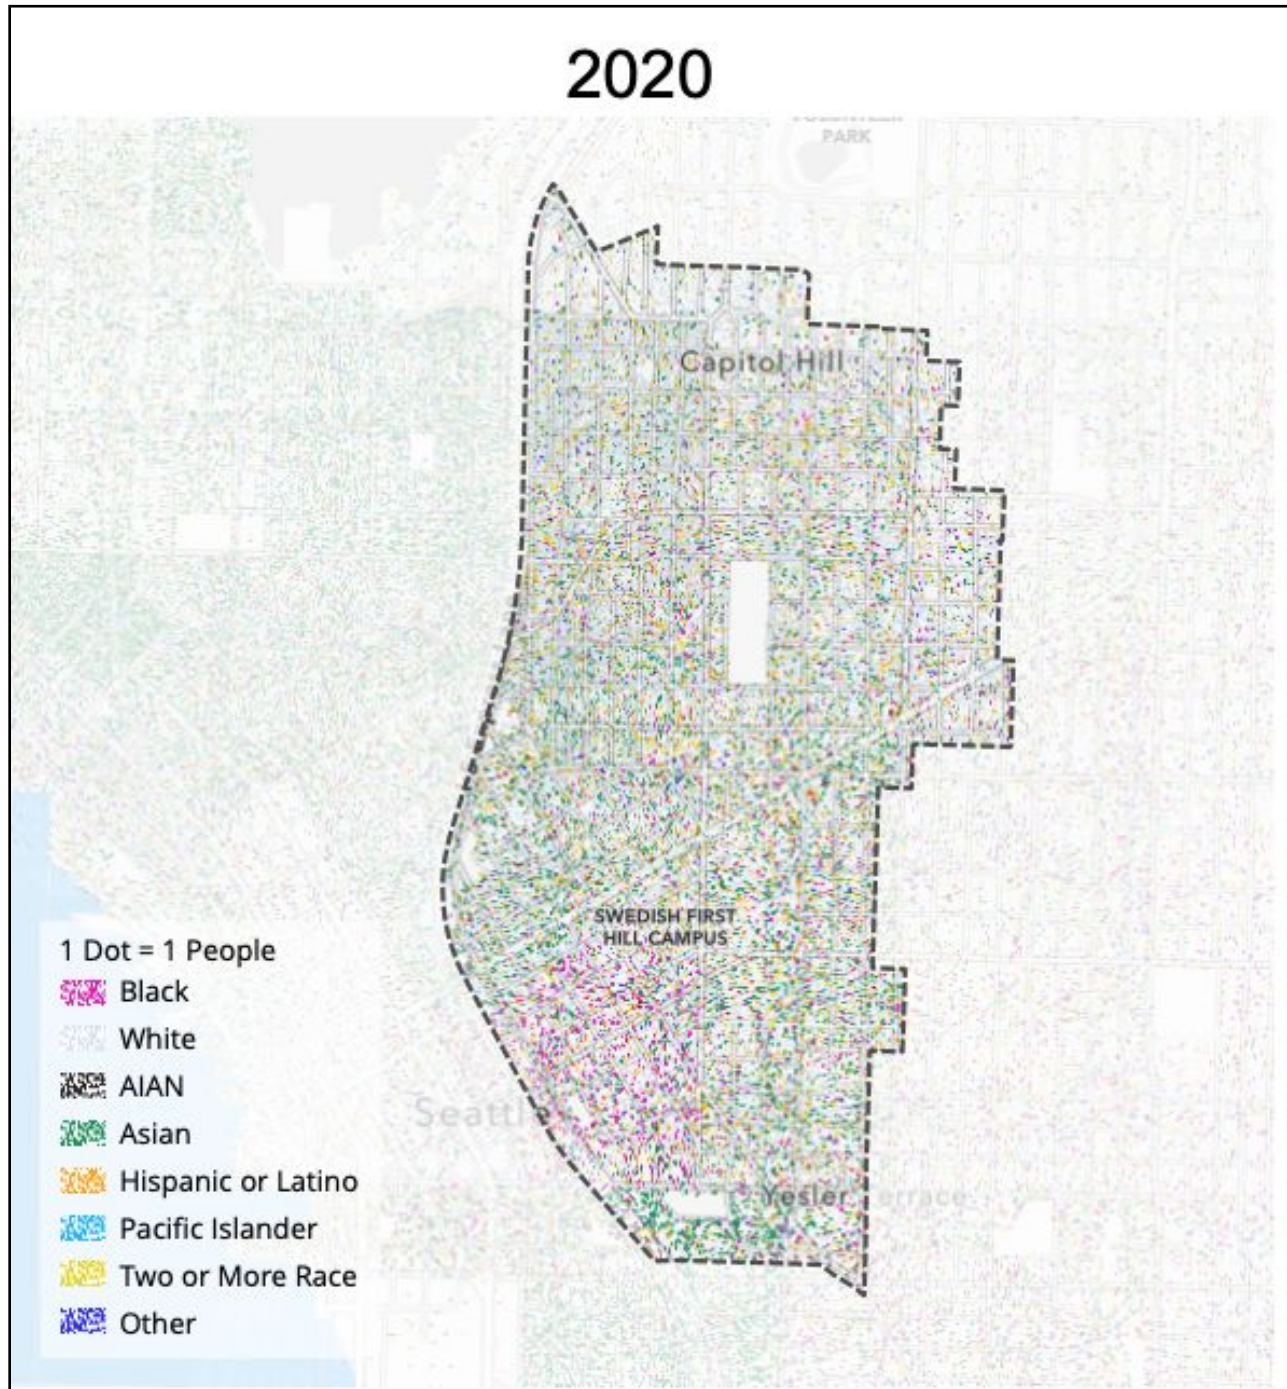 2020
PARK
Capitol Hill
SWEDISH FIRST
HILL CAMPUS
Seattle
Yesler Terrace
1 Dot = 1 People
Black
White
AIAN
Asian
Hispanic or Latino
Pacific Islander
Two or More Race
Other